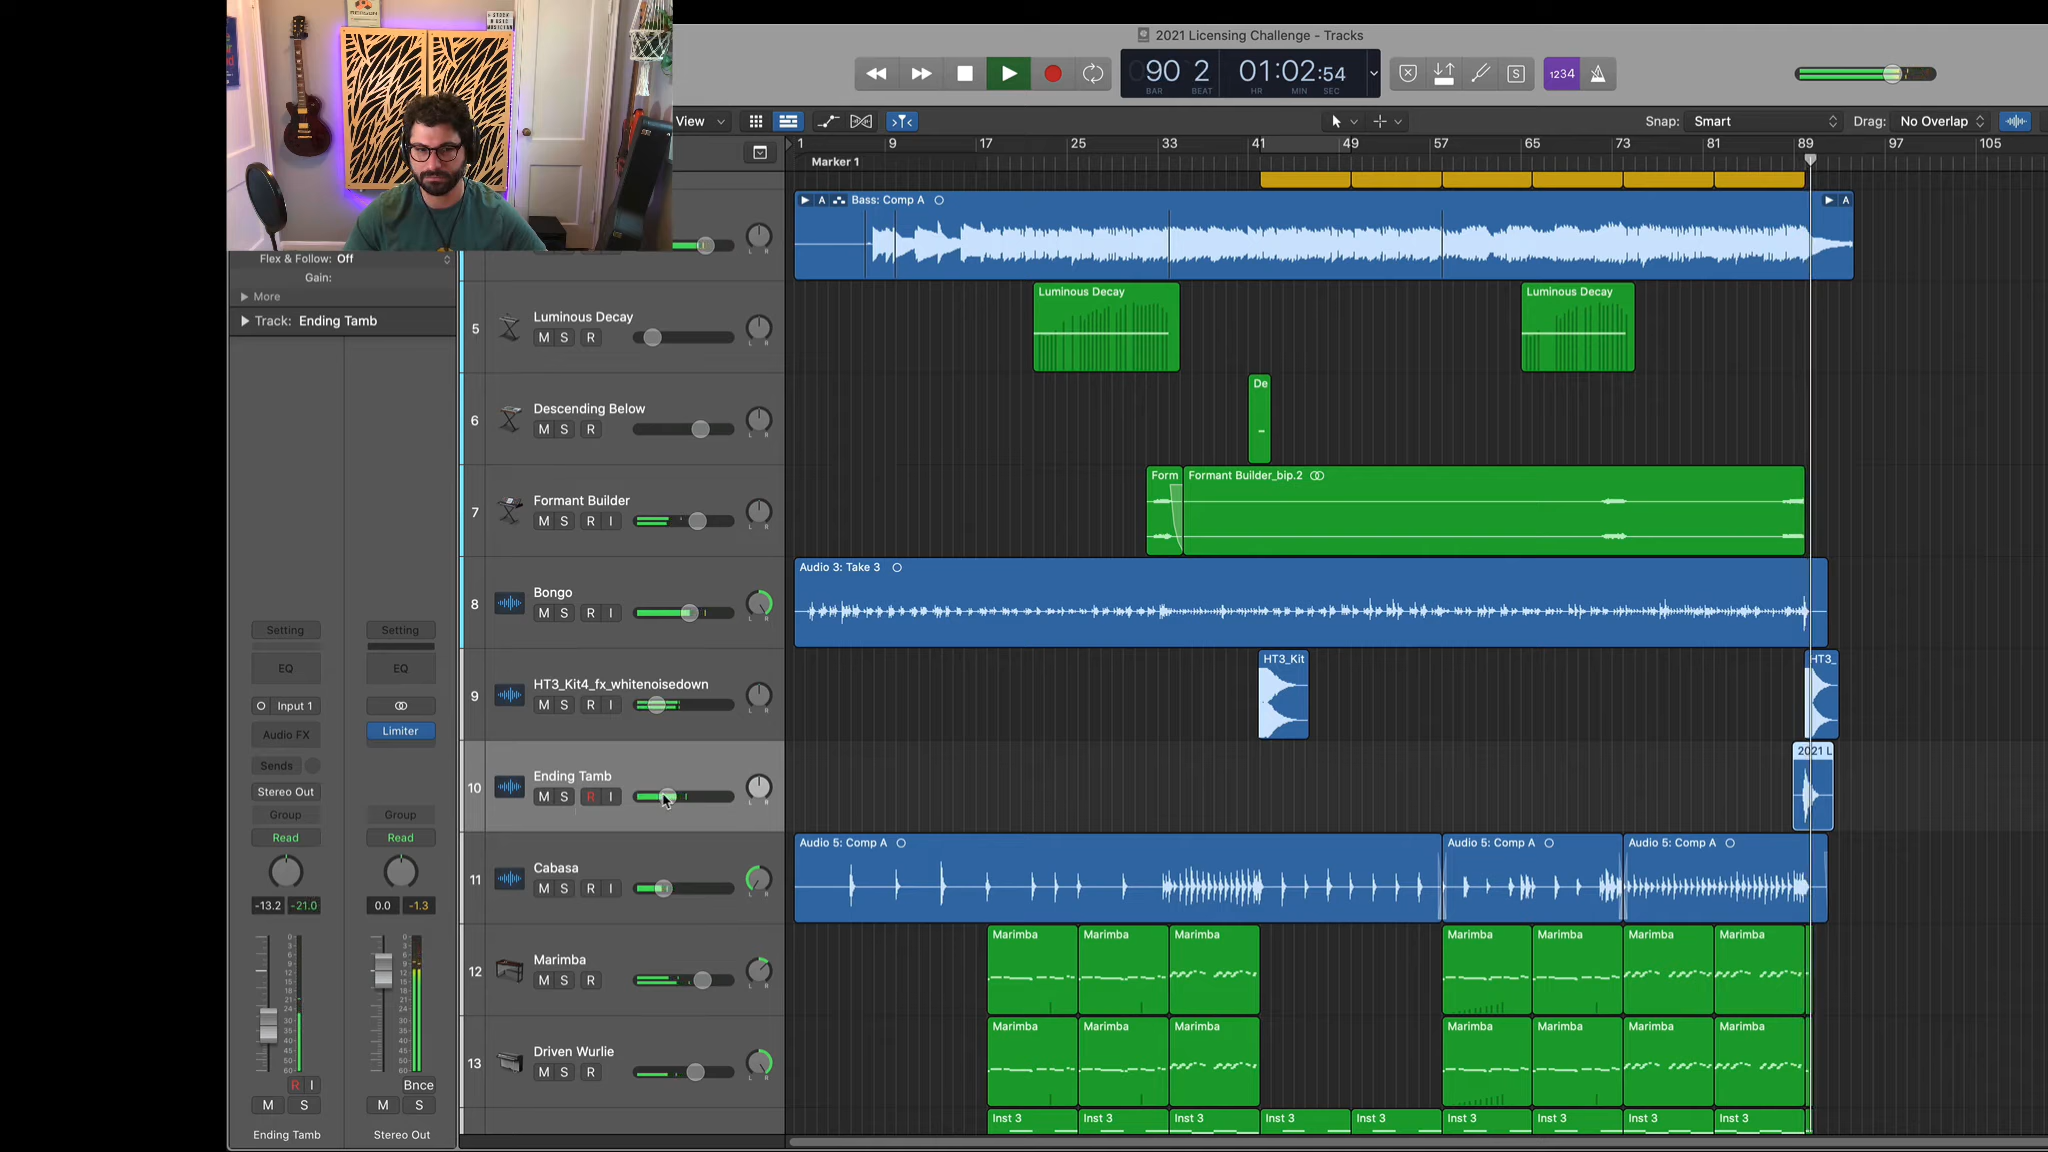 2021 Licensing Challenge - Tracks
90 2
01:02:54
BAR BEAT HR MIN SEC
S
1234
View
Snap: Smart
Drag: No Overlap
1 9 17 25 33 41 49 57 65 73 81 89 97 105
Marker 1
Flex & Follow: Off
Gain:
More
Track: Ending Tamb
A Bass: Comp A
A
5 Luminous Decay
M S R
L R
Luminous Decay
Luminous Decay
6 Descending Below
M S R
L R
De
7 Formant Builder
M S R I
L R
Form
Formant Builder_bip.2
8 Bongo
M S R I
L R
Audio 3: Take 3
9 HT3_Kit4_fx_whitenoisedown
M S R I
L R
HT3_Kit
HT3_
10 Ending Tamb
M S R I
L R
2021 L
11 Cabasa
M S R I
L R
Audio 5: Comp A
Audio 5: Comp A
Audio 5: Comp A
12 Marimba
M S R
L R
Marimba Marimba Marimba Marimba Marimba Marimba Marimba
13 Driven Wurlie
M S R
L R
Marimba Marimba Marimba Marimba Marimba Marimba Marimba
Inst 3 Inst 3 Inst 3 Inst 3 Inst 3 Inst 3 Inst 3 Inst 3 Inst 3
Setting Setting
EQ EQ
Input 1
Audio FX Limiter
Sends
Stereo Out
Group Group
Read Read
-13.2 -21.0 0.0 -1.3
R I Bnce
M S M S
Ending Tamb Stereo Out